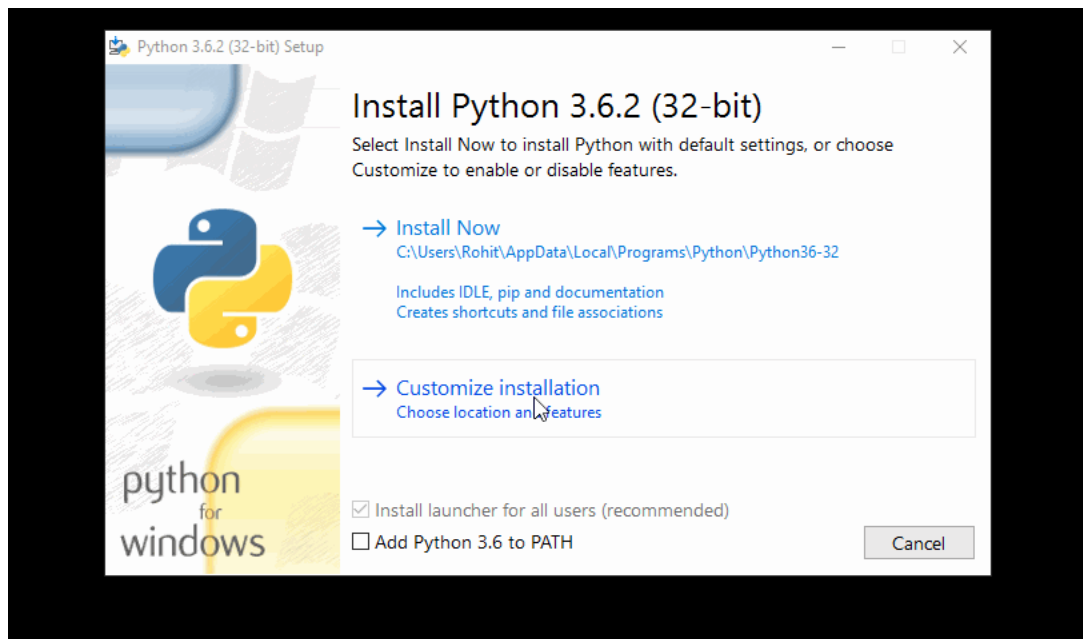 Python 3.6.2 (32-bit) Setup
Install Python 3.6.2 (32-bit)
Select Install Now to install Python with default settings, or choose
Customize to enable or disable features.
Install Now
C:\Users\Rohit\AppData\Local\Programs\Python\Python36-32
Includes IDLE, pip and documentation
Creates shortcuts and file associations
Customize installation
Choose location and features
python
for
windows
Install launcher for all users (recommended)
Add Python 3.6 to PATH
Cancel